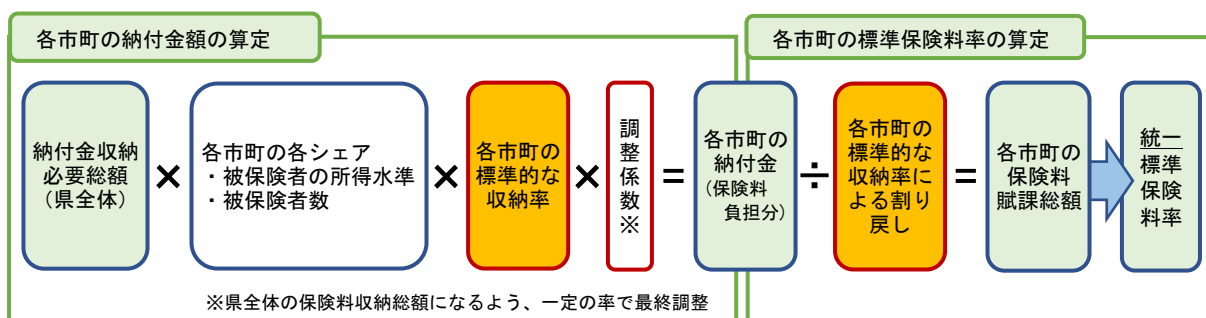 各市町の納付金額の算定
各市町の標準保険料率の算定
納付金収納
必要総額
（県全体）
×
各市町の各シェア
・被保険者の所得水準
・被保険者数
×
各市町の
標準的な
収納率
×
調整係数※
=
各市町の
納付金
(保険料
負担分)
÷
各市町の
標準的な
収納率に
よる割り
戻し
=
各市町の
保険料
賦課総額
統一
標準
保険
料率
※県全体の保険料収納総額になるよう、一定の率で最終調整